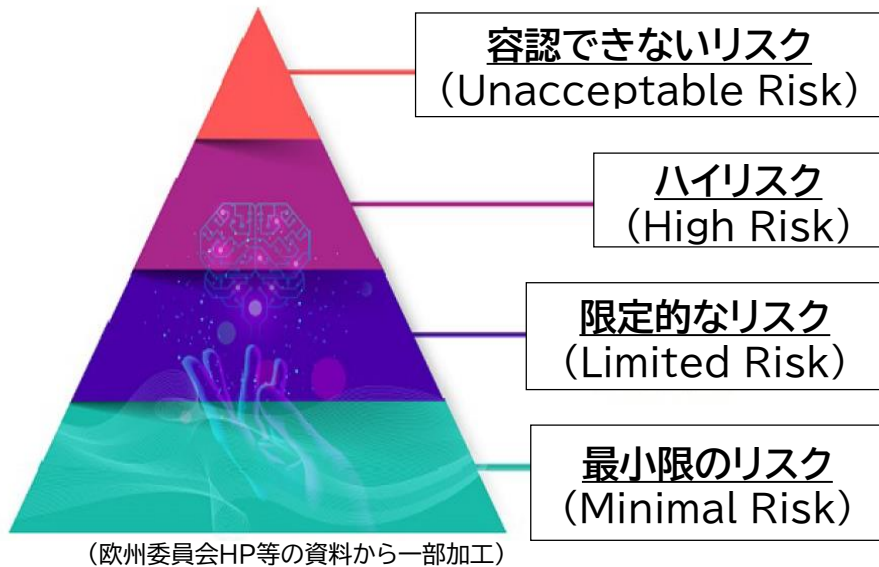 容認できないリスク
(Unacceptable Risk)
ハイリスク
(High Risk)
限定的なリスク
(Limited Risk)
最小限のリスク
(Minimal Risk)
(欧州委員会HP等の資料から一部加工)